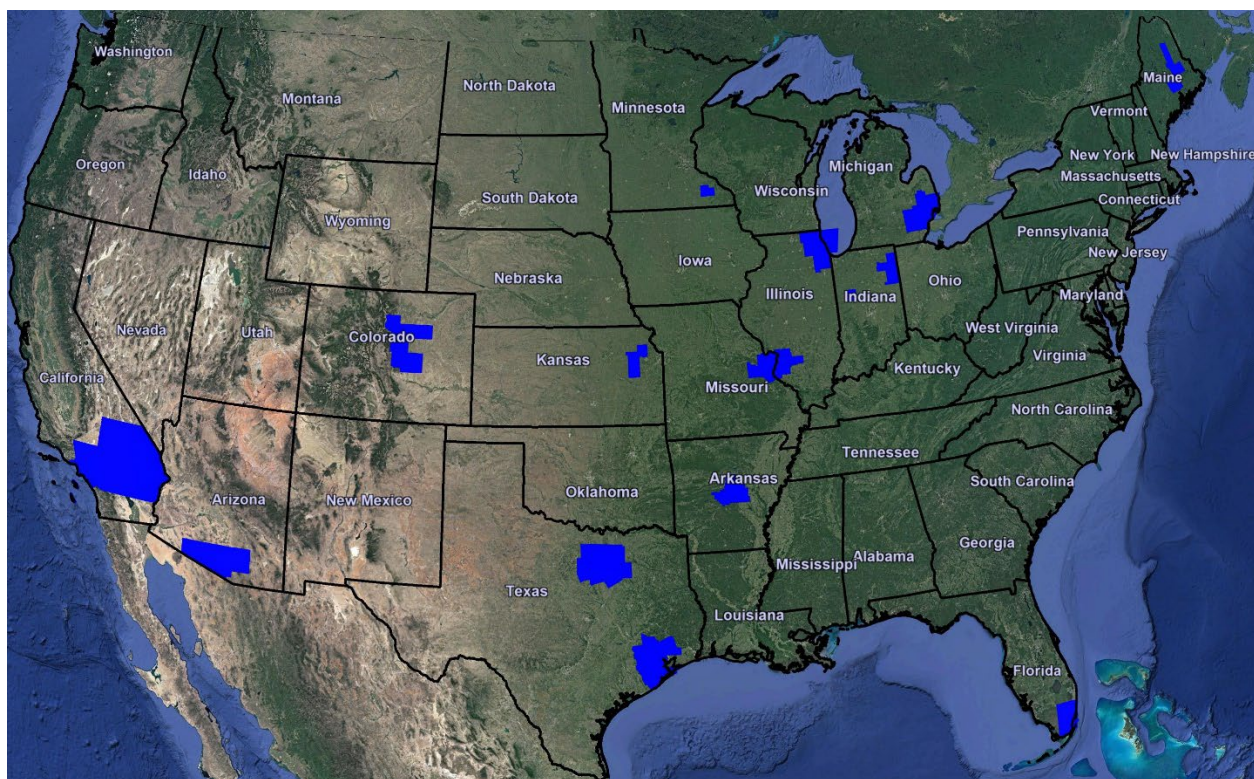 Washington
Montana
North Dakota
Minnesota
Maine
Vermont
Oregon
Idaho
South Dakota
Wisconsin
Michigan
New York
New Hampshire
Massachusetts
Connecticut
Wyoming
Pennsylvania
New Jersey
Nebraska
Iowa
Illinois
Indiana
Ohio
Maryland
Nevada
Utah
Colorado
Kansas
West Virginia
Virginia
California
Missouri
Kentucky
North Carolina
Tennessee
Arizona
New Mexico
Oklahoma
Arkansas
South Carolina
Texas
Mississippi
Alabama
Georgia
Louisiana
Florida